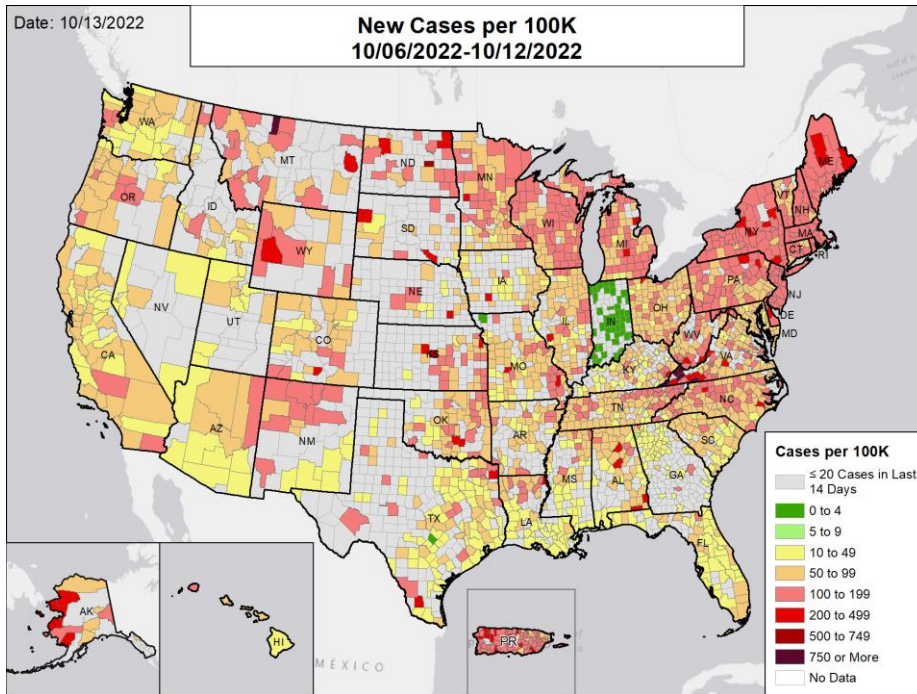 Date: 10/13/2022
New Cases per 100K
10/06/2022-10/12/2022
WA
MT
ND
MN
ME
VT
NH
OR
ID
SD
WI
MI
NY
MA
CT
RI
WY
IA
NE
PA
NJ
NV
UT
CO
IL
IN
OH
DE
MD
WV
VA
KS
MO
KY
CA
AZ
NM
OK
AR
TN
NC
SC
MS
AL
GA
TX
LA
FL
AK
HI
MÉXICO
PR
Cases per 100K
≤ 20 Cases in Last
14 Days
0 to 4
5 to 9
10 to 49
50 to 99
100 to 199
200 to 499
500 to 749
750 or More
No Data